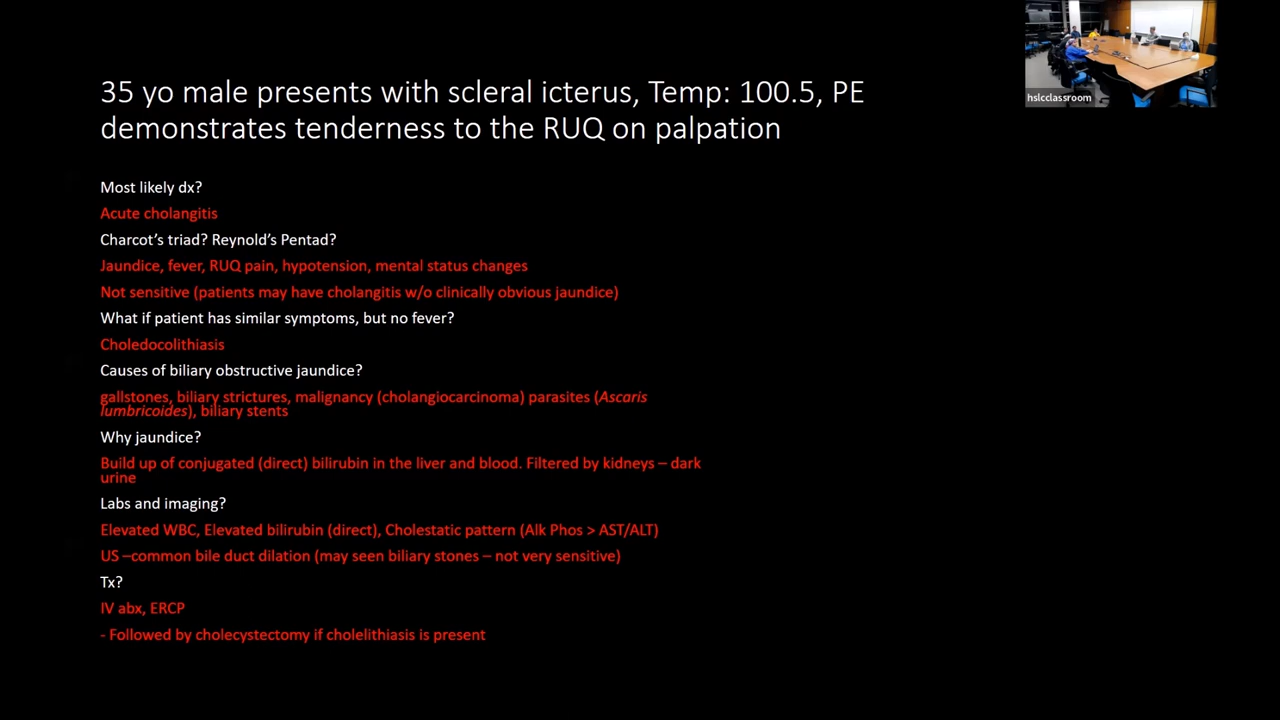 35 yo male presents with scleral icterus, Temp: 100.5, PE
demonstrates tenderness to the RUQ on palpation
hslcclassroom
Most likely dx?
Acute cholangitis
Charcot’s triad? Reynold’s Pentad?
Jaundice, fever, RUQ pain, hypotension, mental status changes
Not sensitive (patients may have cholangitis w/o clinically obvious jaundice)
What if patient has similar symptoms, but no fever?
Choledocolithiasis
Causes of biliary obstructive jaundice?
gallstones, biliary strictures, malignancy (cholangiocarcinoma) parasites (Ascaris
lumbricoides), biliary stents
Why jaundice?
Build up of conjugated (direct) bilirubin in the liver and blood. Filtered by kidneys – dark
urine
Labs and imaging?
Elevated WBC, Elevated bilirubin (direct), Cholestatic pattern (Alk Phos > AST/ALT)
US –common bile duct dilation (may seen biliary stones – not very sensitive)
Tx?
IV abx, ERCP
- Followed by cholecystectomy if cholelithiasis is present